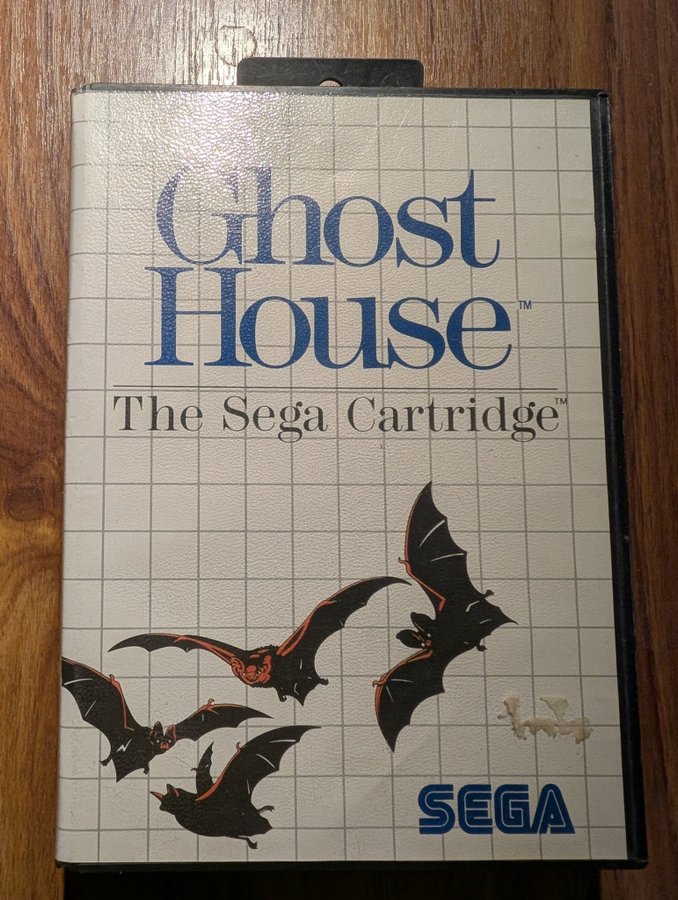 Ghost
House™
The Sega Cartridge™
SEGA